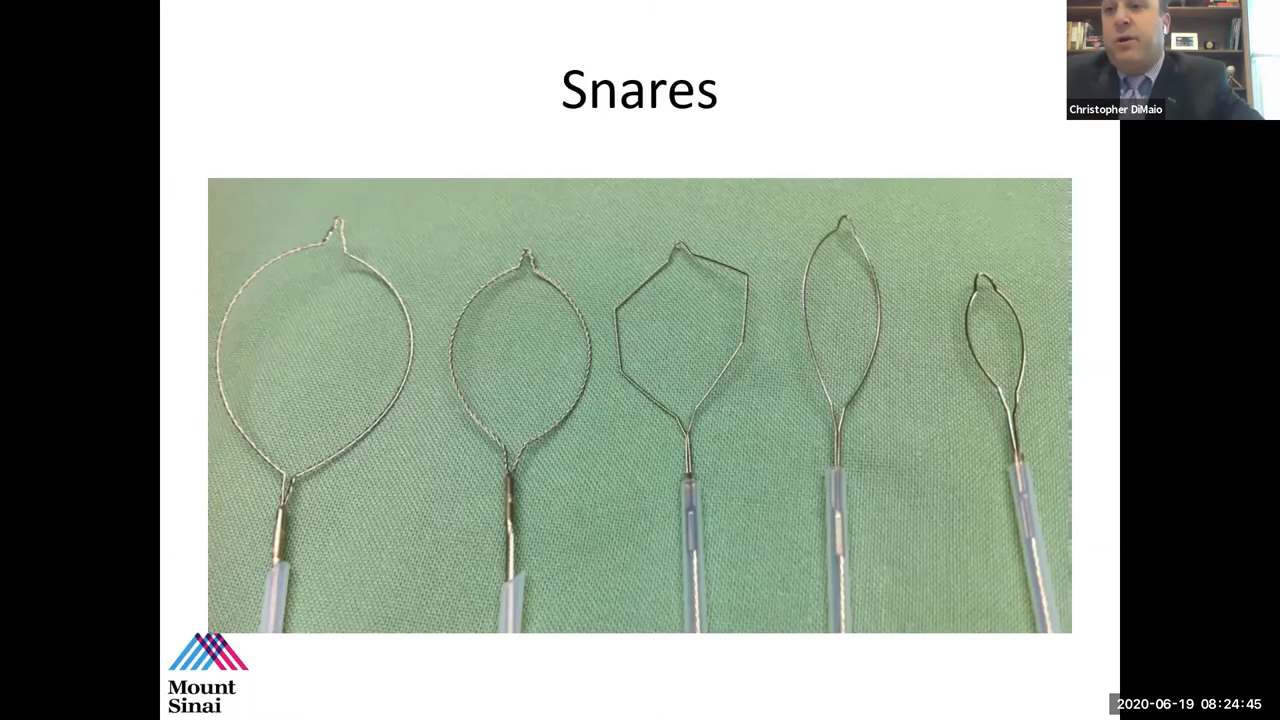 Snares
Christopher DiMaio
Mount
Sinai
2020-06-19 08:24:45